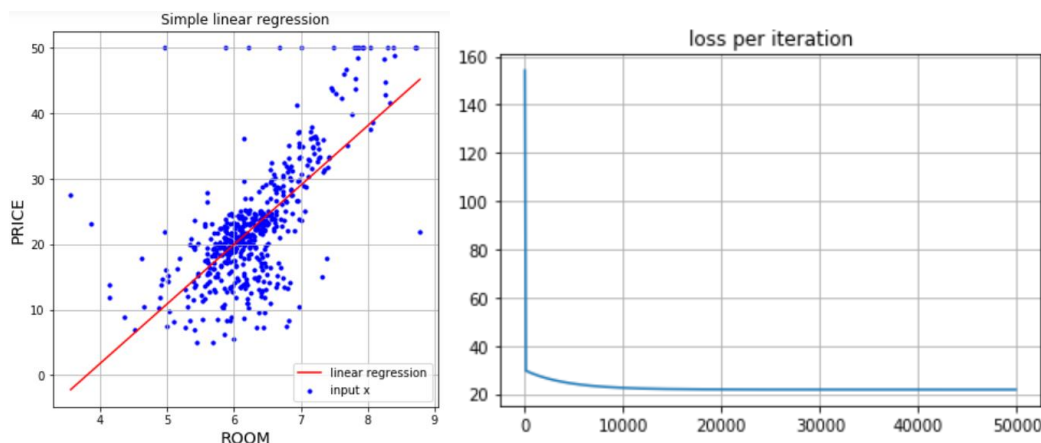 Simple linear regression
50
40
30
20
10
0
PRICE
4 5 6 7 8 9
ROOM
linear regression
input x
loss per iteration
160
140
120
100
80
60
40
20
0 10000 20000 30000 40000 50000